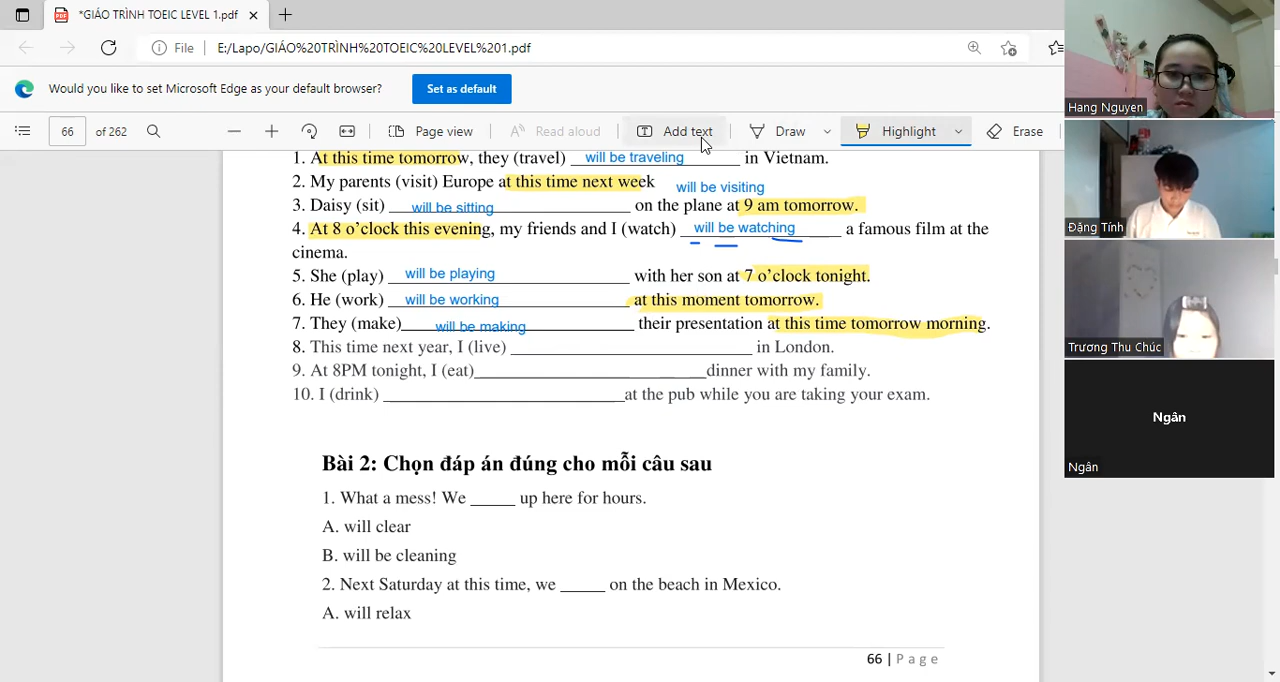 *GIÁO TRÌNH TOEIC LEVEL 1.pdf
File E:/Lapo/GIÁO%20TRÌNH%20TOEIC%20LEVEL%201.pdf
Would you like to set Microsoft Edge as your default browser? Set as default
66 of 262 Page view Read aloud Add text Draw Highlight Erase
1. At this time tomorrow, they (travel) will be traveling in Vietnam.
2. My parents (visit) Europe at this time next week will be visiting
3. Daisy (sit) will be sitting on the plane at 9 am tomorrow.
4. At 8 o’clock this evening, my friends and I (watch) will be watching a famous film at the
cinema.
5. She (play) will be playing with her son at 7 o’clock tonight.
6. He (work) will be working at this moment tomorrow.
7. They (make) will be making their presentation at this time tomorrow morning.
8. This time next year, I (live) ____ in London.
9. At 8PM tonight, I (eat)____dinner with my family.
10. I (drink) ____at the pub while you are taking your exam.
Bài 2: Chọn đáp án đúng cho mỗi câu sau
1. What a mess! We _____ up here for hours.
A. will clear
B. will be cleaning
2. Next Saturday at this time, we _____ on the beach in Mexico.
A. will relax
66 | Page
Hang Nguyen
Đặng Tính
Trương Thu Chúc
Ngân
Ngân